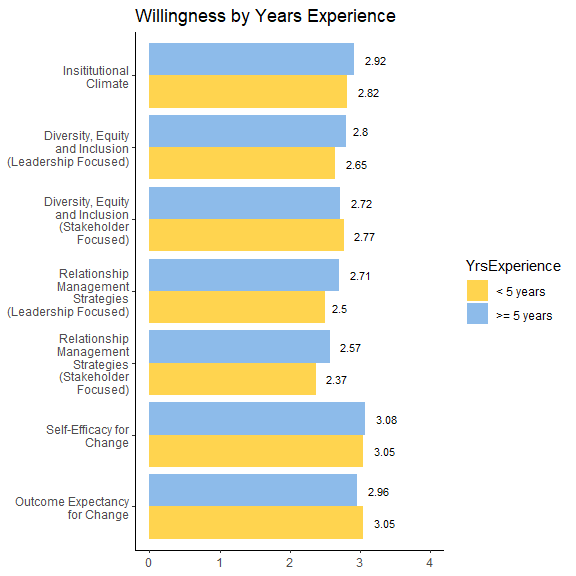 Willingness by Years Experience
Insititutional
Climate
2.92
2.82
Diversity, Equity
and Inclusion
(Leadership Focused)
2.8
2.65
Diversity, Equity
and Inclusion
(Stakeholder
Focused)
2.72
2.77
Relationship
Management
Strategies
(Leadership Focused)
2.71
2.5
Relationship
Management
Strategies
(Stakeholder
Focused)
2.57
2.37
Self-Efficacy for
Change
3.08
3.05
Outcome Expectancy
for Change
2.96
3.05
0 1 2 3 4
YrsExperience
< 5 years
>= 5 years